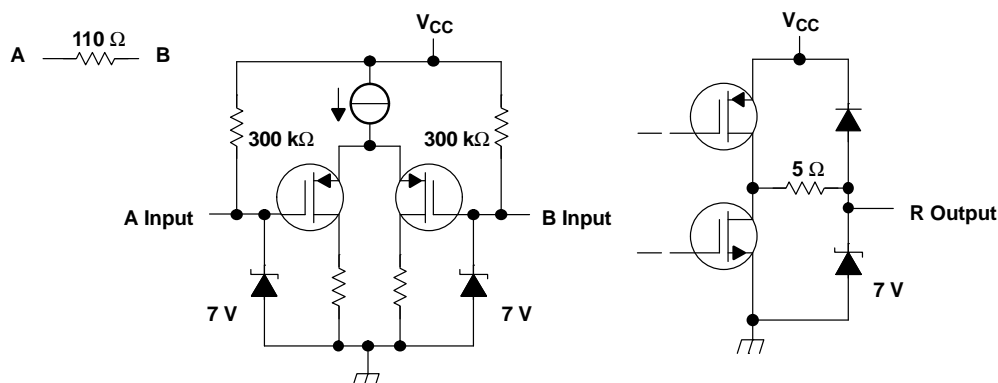 110 Ω
A
B
VCC
300 kΩ
300 kΩ
A Input
B Input
7 V
7 V
VCC
5 Ω
R Output
7 V